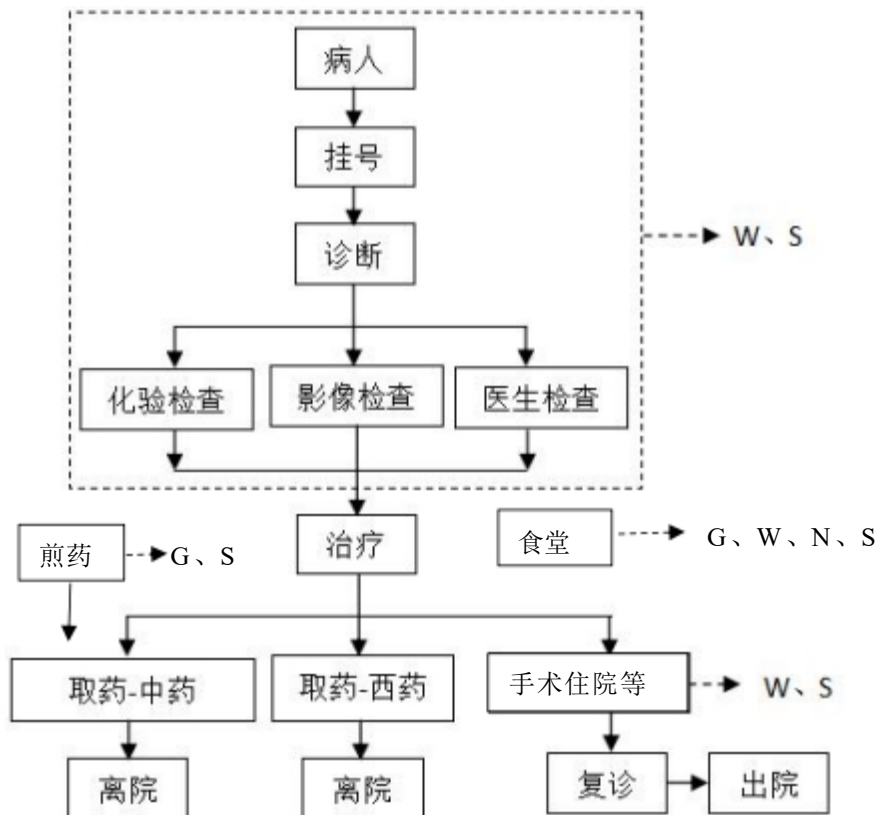 病人
挂号
诊断
W、S
化验检查
影像检查
医生检查
治疗
食堂
G、W、N、S
煎药
G、S
取药-中药
取药-西药
手术住院等
W、S
离院
离院
复诊
出院